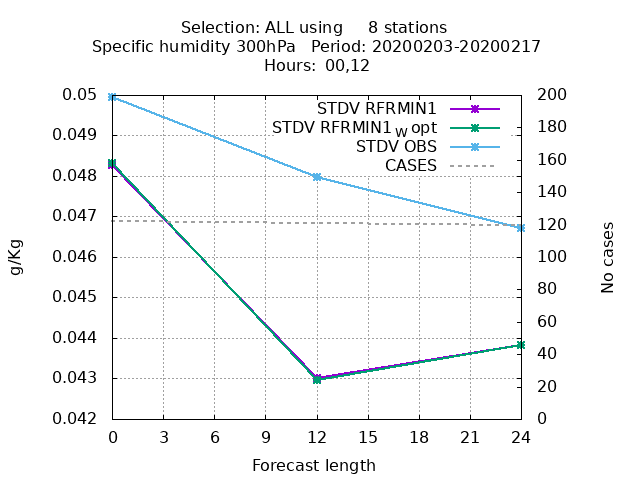 Selection: ALL using 8 stations
Specific humidity 300hPa Period: 20200203-20200217
Hours: 00,12
STDV RFRMIN1
STDV RFRMIN1wopt
STDV OBS
CASES
0.05
0.049
0.048
0.047
0.046
0.045
0.044
0.043
0.042
g/Kg
200
180
160
140
120
100
80
60
40
20
0
No cases
0 3 6 9 12 15 18 21 24
Forecast length